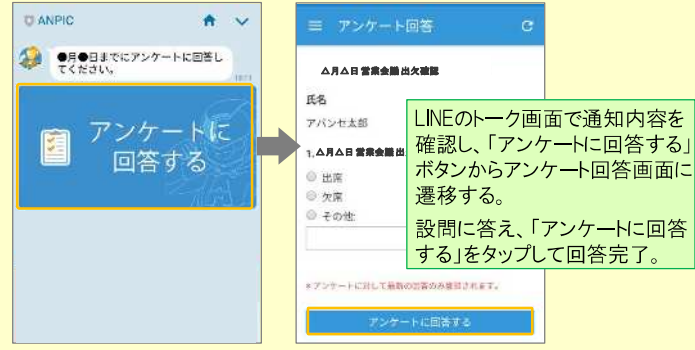 ANPIC
●月●日までにアンケートに回答し
てください。
アンケートに
回答する
アンケート回答
△月△日 営業会議 出欠確認
氏名
アバンセ太郎
1.△月△日 営業会議 出
出席
欠席
その他:
※アンケートに対して最新の回答のみ確認されます。
アンケートに回答する
LINEのトーク画面で通知内容を
確認し、「アンケートに回答する」
ボタンからアンケート回答画面に
遷移する。
設問に答え、「アンケートに回答
する」をタップして回答完了。